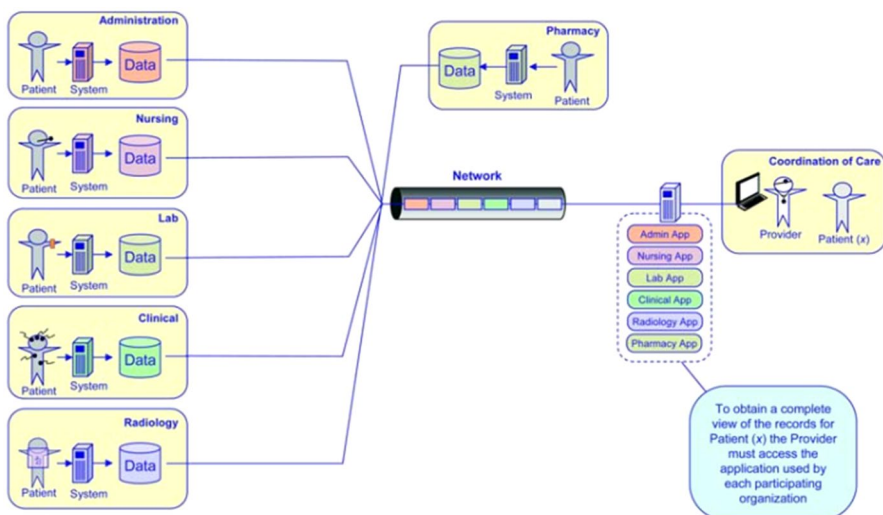 Administration
Patient
System
Data
Nursing
Patient
System
Data
Lab
Patient
System
Data
Clinical
Patient
System
Data
Radiology
Patient
System
Data
Pharmacy
Data
System
Patient
Network
Admin App
Nursing App
Lab App
Clinical App
Radiology App
Pharmacy App
Coordination of Care
Provider
Patient (x)
To obtain a complete
view of the records for
Patient (x) the Provider
must access the
application used by
each participating
organization